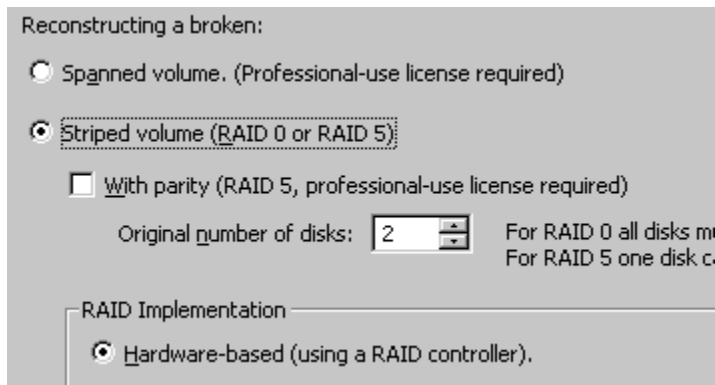 Reconstructing a broken:
Spanned volume. (Professional-use license required)
Striped volume (RAID 0 or RAID 5)
With parity (RAID 5, professional-use license required)
Original number of disks: 2 For RAID 0 all disks
For RAID 5 one disk
RAID Implementation
Hardware-based (using a RAID controller).